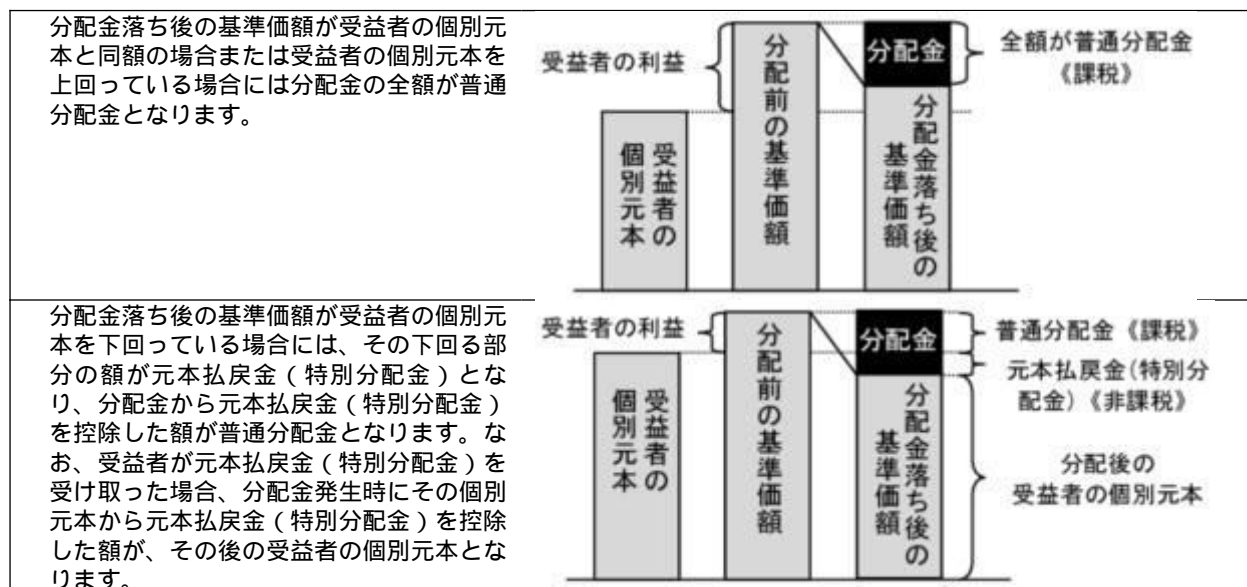 分配金落ち後の基準価額が受益者の個別元
本と同額の場合または受益者の個別元本を
上回っている場合には分配金の全額が普通
分配金となります。
受益者の利益
受益者の
個別元本
分配前の基準価額
分配金
分配金落ち後の
基準価額
全額が普通分配金
《課税》
分配金落ち後の基準価額が受益者の個別元
本を下回っている場合には、その下回る部
分の額が元本払戻金（特別分配金）とな
り、分配金から元本払戻金（特別分配金）
を控除した額が普通分配金となります。な
お、受益者が元本払戻金（特別分配金）を
受け取った場合、分配金発生時にその個別
元本から元本払戻金（特別分配金）を控除
した額が、その後の受益者の個別元本とな
ります。
受益者の利益
受益者の
個別元本
分配前の基準価額
分配金
分配金落ち後の
基準価額
普通分配金《課税》
元本払戻金(特別分
配金)《非課税》
分配後の
受益者の個別元本